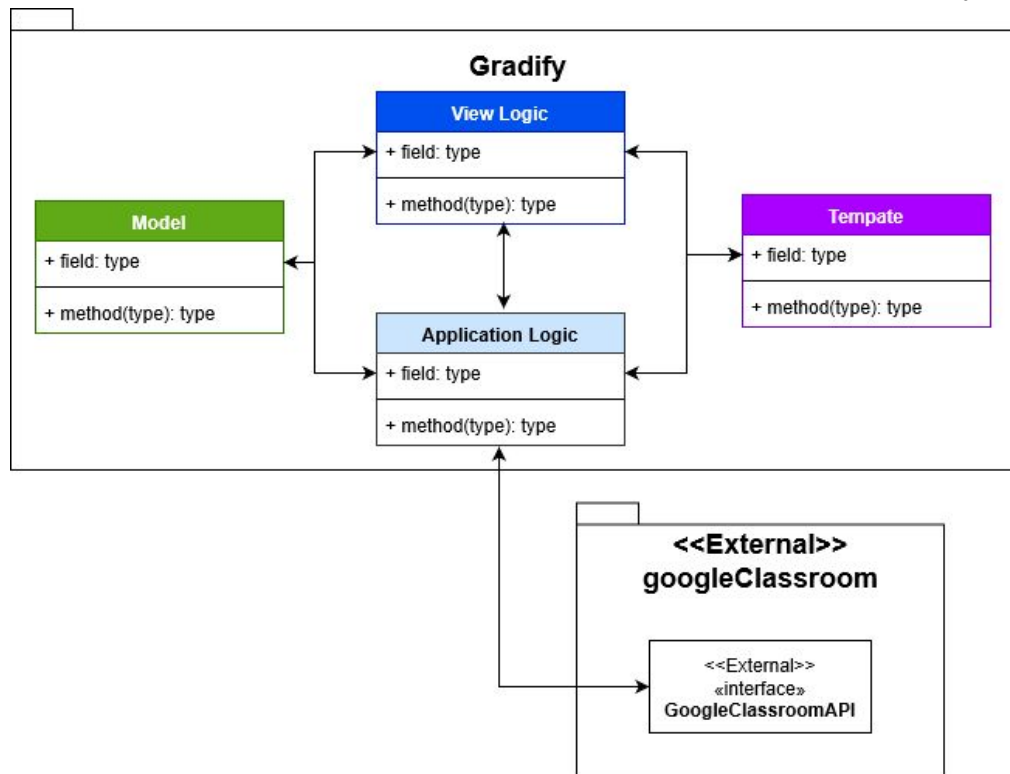 Gradify
View Logic
+ field: type
+ method(type): type
Model
+ field: type
+ method(type): type
Tempate
+ field: type
+ method(type): type
Application Logic
+ field: type
+ method(type): type
<<External>>
googleClassroom
<<External>>
«interface»
GoogleClassroomAPI